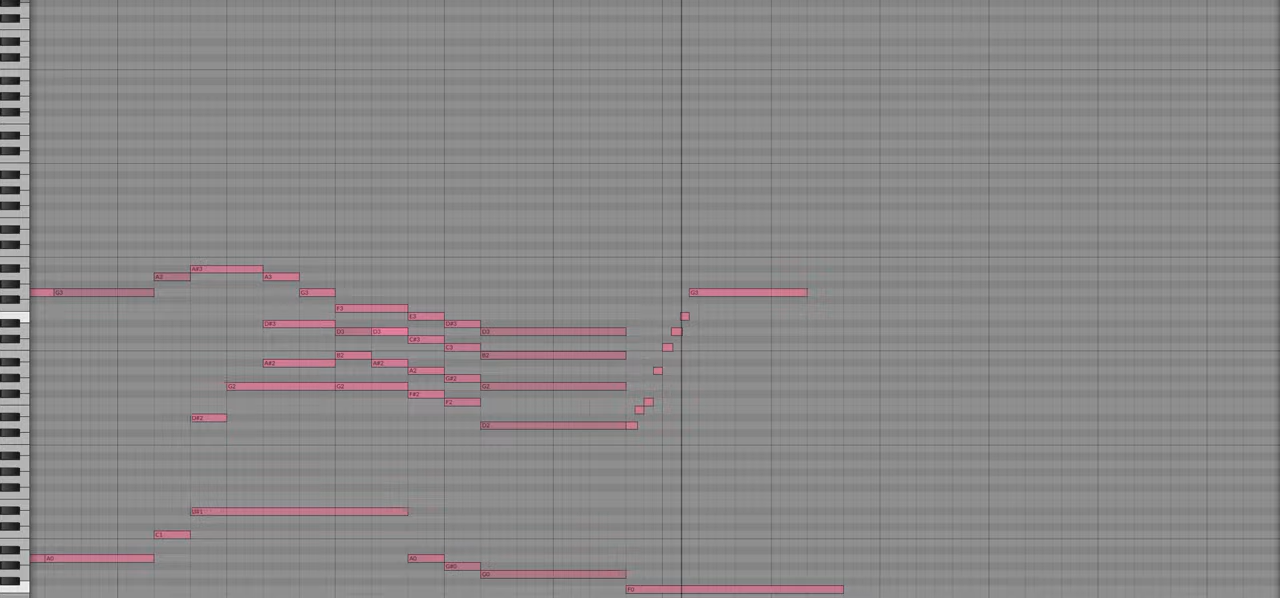 A#3
A3 A3
G3 G3 G3
F3
E3
D#3 D#3
D3 D3 D3
C#3
C3
B2 B2
A#2 A#2
A2
G#2
G2 G2 G2
F#2
F2
D#2
D2
D#1
C1
A0 A0
G#0
G0
F0